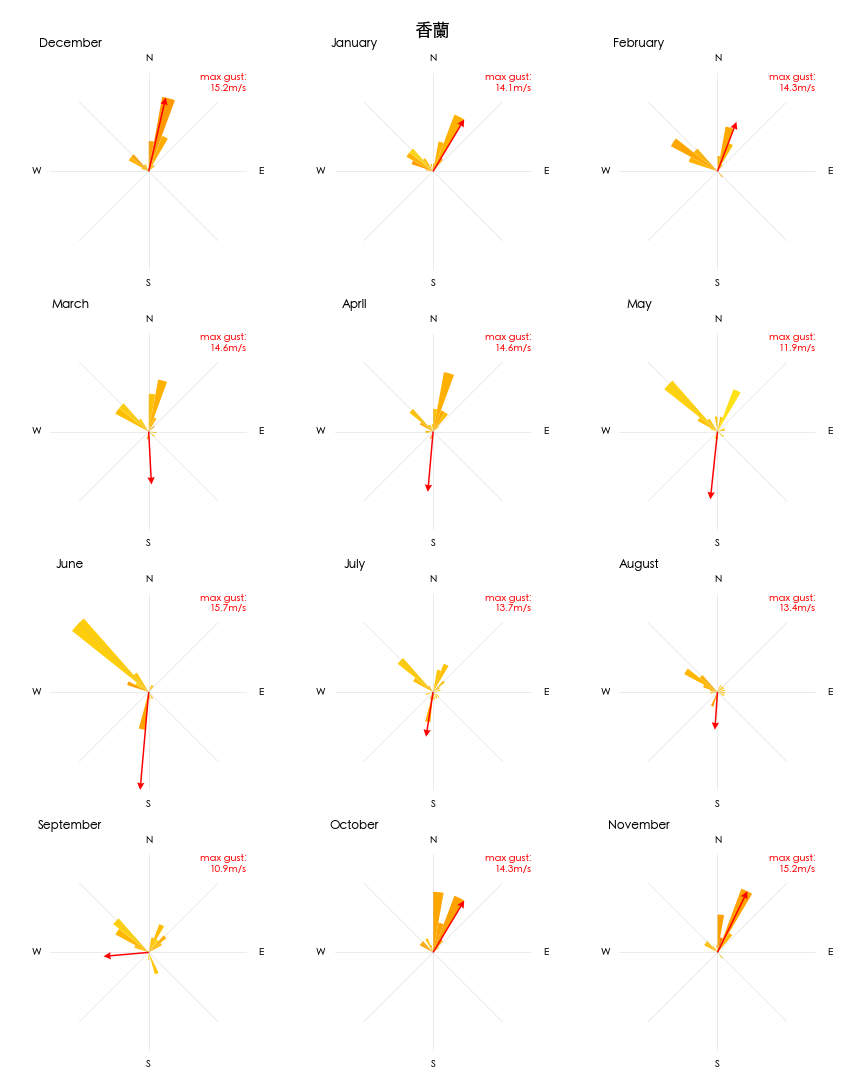 香蘭
December
January
February
N
N
N
max gust:
15.2m/s
max gust:
14.1m/s
max gust:
14.3m/s
W
E
W
E
W
E
S
S
S
March
April
May
N
N
N
max gust:
14.6m/s
max gust:
14.6m/s
max gust:
11.9m/s
W
E
W
E
W
E
S
S
S
June
July
August
N
N
N
max gust:
15.7m/s
max gust:
13.7m/s
max gust:
13.4m/s
W
E
W
E
W
E
S
S
S
September
October
November
N
N
N
max gust:
10.9m/s
max gust:
14.3m/s
max gust:
15.2m/s
W
E
W
E
W
E
S
S
S